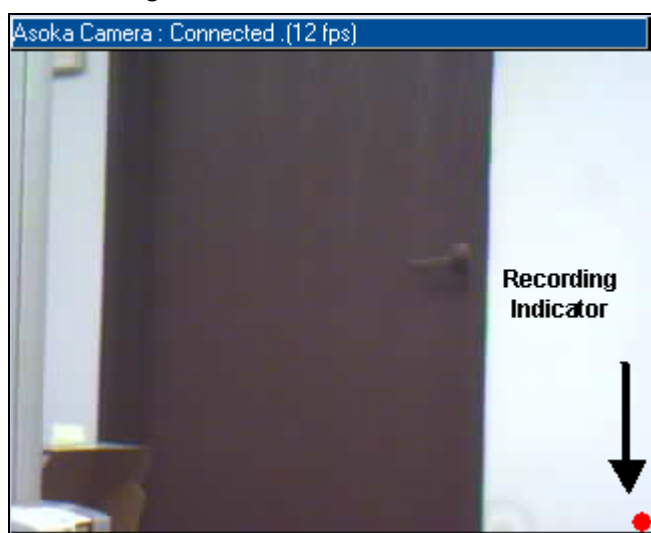 Asoka Camera : Connected .(12 fps)
Recording
Indicator